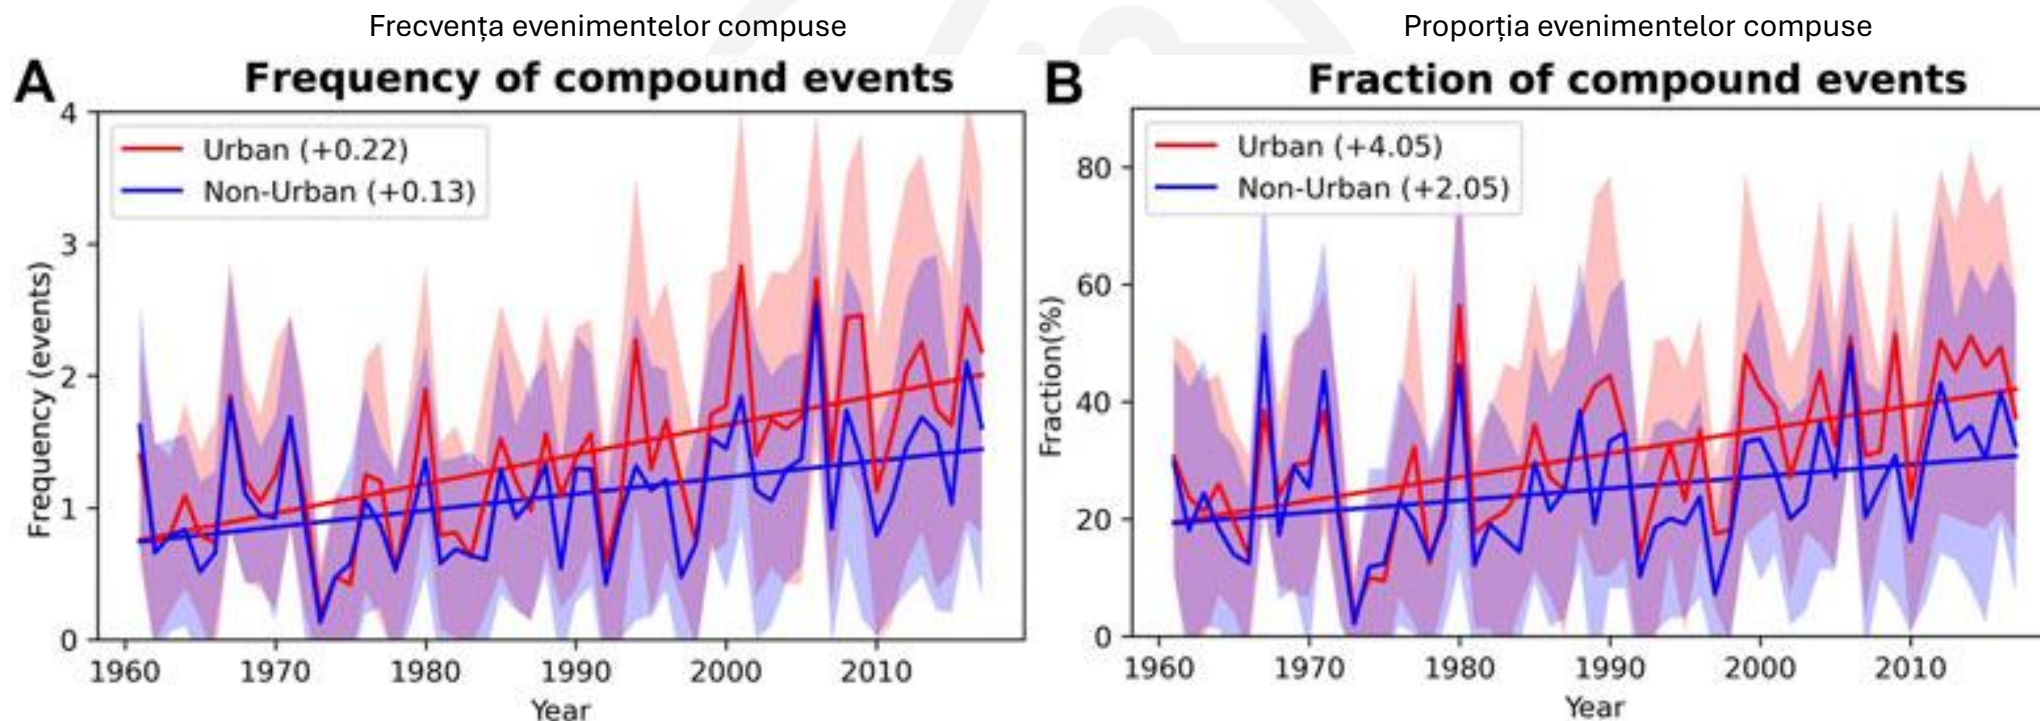 Frecvența evenimentelor compuse
Proporția evenimentelor compuse
A
Frequency of compound events
Urban (+0.22)
Non-Urban (+0.13)
Frequency (events)
4
3
2
1
0
1960 1970 1980 1990 2000 2010
Year
B
Fraction of compound events
Urban (+4.05)
Non-Urban (+2.05)
Fraction(%)
80
60
40
20
0
1960 1970 1980 1990 2000 2010
Year